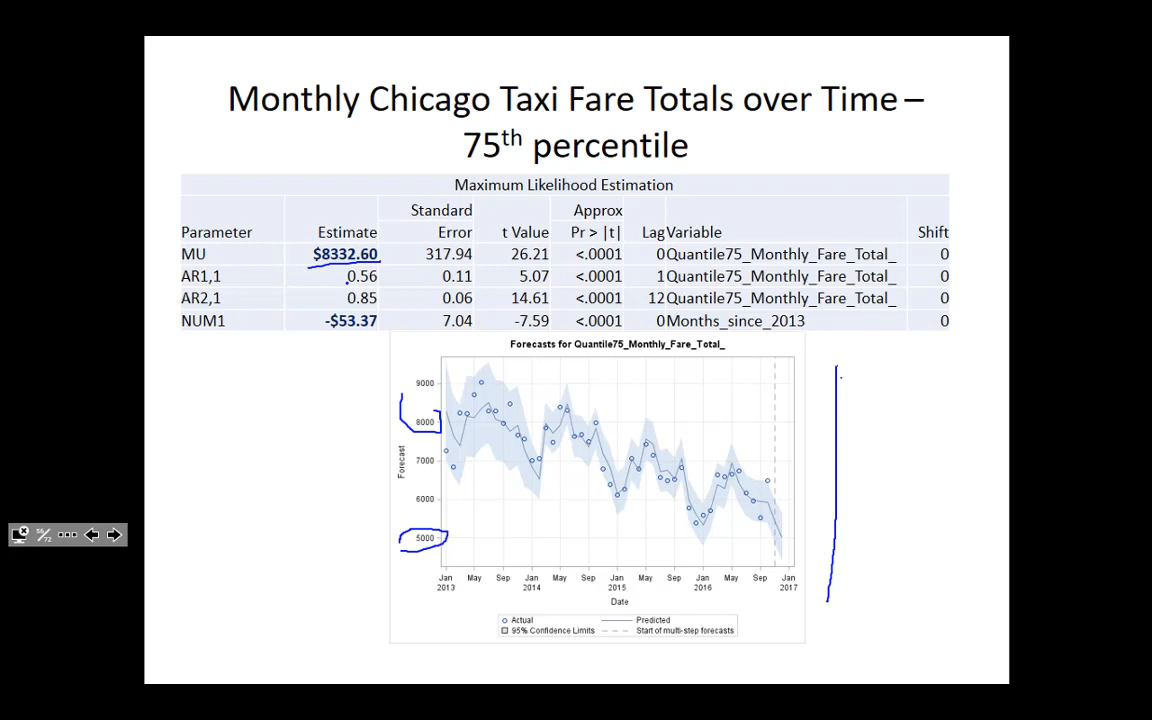 Monthly Chicago Taxi Fare Totals over Time –
75th percentile
Maximum Likelihood Estimation
Standard Approx
Parameter Estimate Error t Value Pr > |t| Lag Variable Shift
MU $8332.60 317.94 26.21 <.0001 0 Quantile75_Monthly_Fare_Total_ 0
AR1,1 0.56 0.11 5.07 <.0001 1 Quantile75_Monthly_Fare_Total_ 0
AR2,1 0.85 0.06 14.61 <.0001 12 Quantile75_Monthly_Fare_Total_ 0
NUM1 -$53.37 7.04 -7.59 <.0001 0 Months_since_2013 0
Forecasts for Quantile75_Monthly_Fare_Total_
9000
8000
7000
6000
5000
Forecast
Jan May Sep Jan May Sep Jan May Sep Jan May Sep Jan
2013 2014 2015 2016 2017
Date
Actual Predicted
95% Confidence Limits Start of multi-step forecasts
56/72